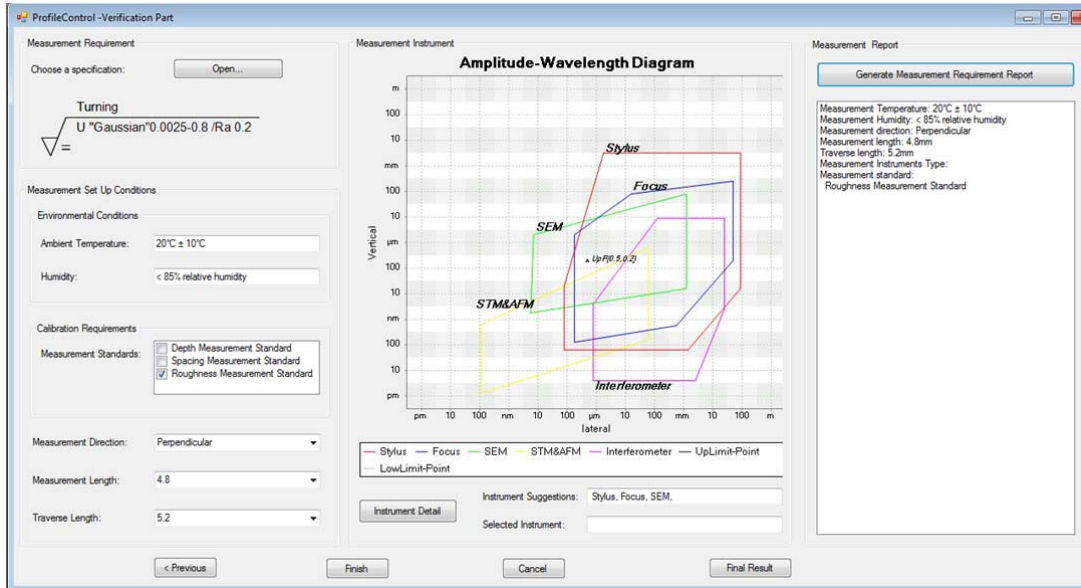 ProfileControl -Verification Part
Measurement Requirement
Choose a specification:
Open...
Turning
U "Gaussian"0.0025-0.8 /Ra 0.2
=
Measurement Set Up Conditions
Environmental Conditions
Ambient Temperature:
20°C ± 10°C
Humidity:
< 85% relative humidity
Calibration Requirements
Measurement Standards:
Depth Measurement Standard
Spacing Measurement Standard
Roughness Measurement Standard
Measurement Direction:
Perpendicular
Measurement Length:
4.8
Traverse Length:
5.2
Measurement Instrument
Amplitude-Wavelength Diagram
Vertical
m
100
10
mm
100
10
µm
100
10
nm
100
10
pm
Stylus
Focus
SEM
UpP(0.5,0.2)
STM&AFM
Interferometer
pm 10 100 nm 10 100 µm 10 100 mm 10 100 m
lateral
Stylus Focus SEM STM&AFM Interferometer UpLimit-Point
LowLimit-Point
Instrument Detail
Instrument Suggestions:
Stylus, Focus, SEM,
Selected Instrument:
Measurement Report
Generate Measurement Requirement Report
Measurement Temperature: 20°C ± 10°C
Measurement Humidity: < 85% relative humidity
Measurement direction: Perpendicular
Measurement length: 4.8mm
Traverse length: 5.2mm
Measurement Instruments Type:
Measurement standard:
Roughness Measurement Standard
< Previous
Finish
Cancel
Final Result